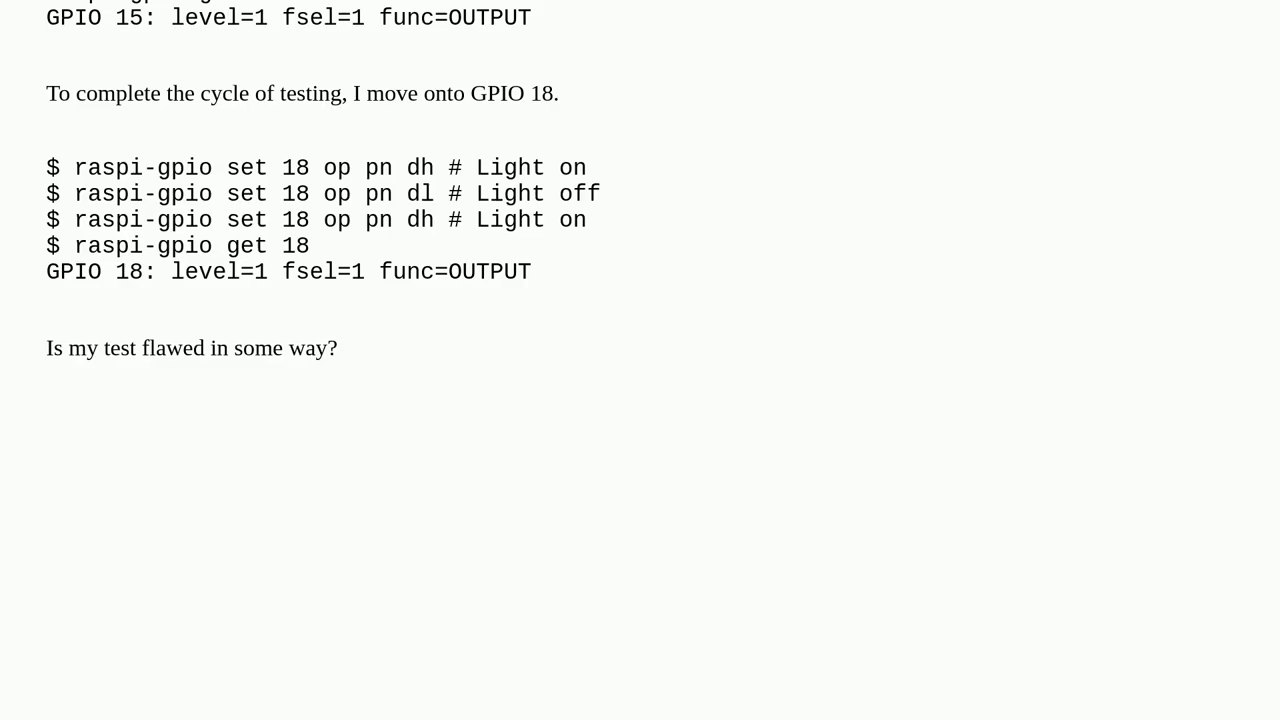 GPIO 15: level=1 fsel=1 func=OUTPUT
To complete the cycle of testing, I move onto GPIO 18.
$ raspi-gpio set 18 op pn dh # Light on
$ raspi-gpio set 18 op pn dl # Light off
$ raspi-gpio set 18 op pn dh # Light on
$ raspi-gpio get 18
GPIO 18: level=1 fsel=1 func=OUTPUT
Is my test flawed in some way?